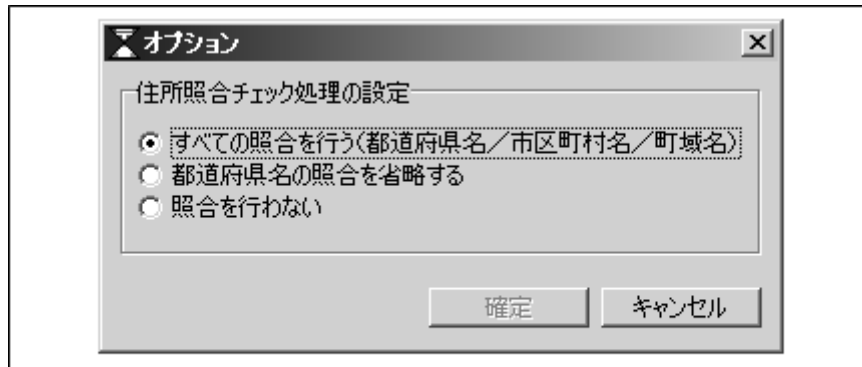 オプション
住所照合チェック処理の設定
すべての照合を行う(都道府県名／市区町村名／町域名)
都道府県名の照合を省略する
照合を行わない
確定 キャンセル